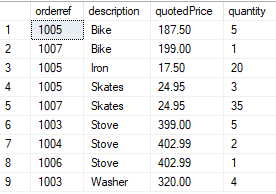 orderref description quotedPrice quantity
1 1005 Bike 187.50 5
2 1007 Bike 199.00 1
3 1005 Iron 17.50 20
4 1005 Skates 24.95 3
5 1007 Skates 24.95 35
6 1003 Stove 399.00 5
7 1004 Stove 402.99 2
8 1006 Stove 402.99 1
9 1003 Washer 320.00 4